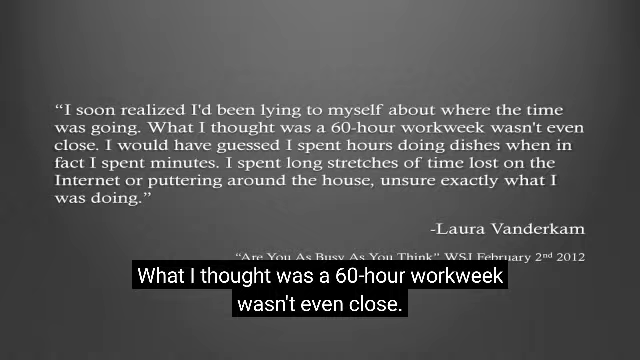 “I soon realized I'd been lying to myself about where the time
was going. What I thought was a 60-hour workweek wasn't even
close. I would have guessed I spent hours doing dishes when in
fact I spent minutes. I spent long stretches of time lost on the
Internet or puttering around the house, unsure exactly what I
was doing.”
-Laura Vanderkam
“Are You As Busy As You Think” WSJ February 2nd 2012
What I thought was a 60-hour workweek
wasn't even close.